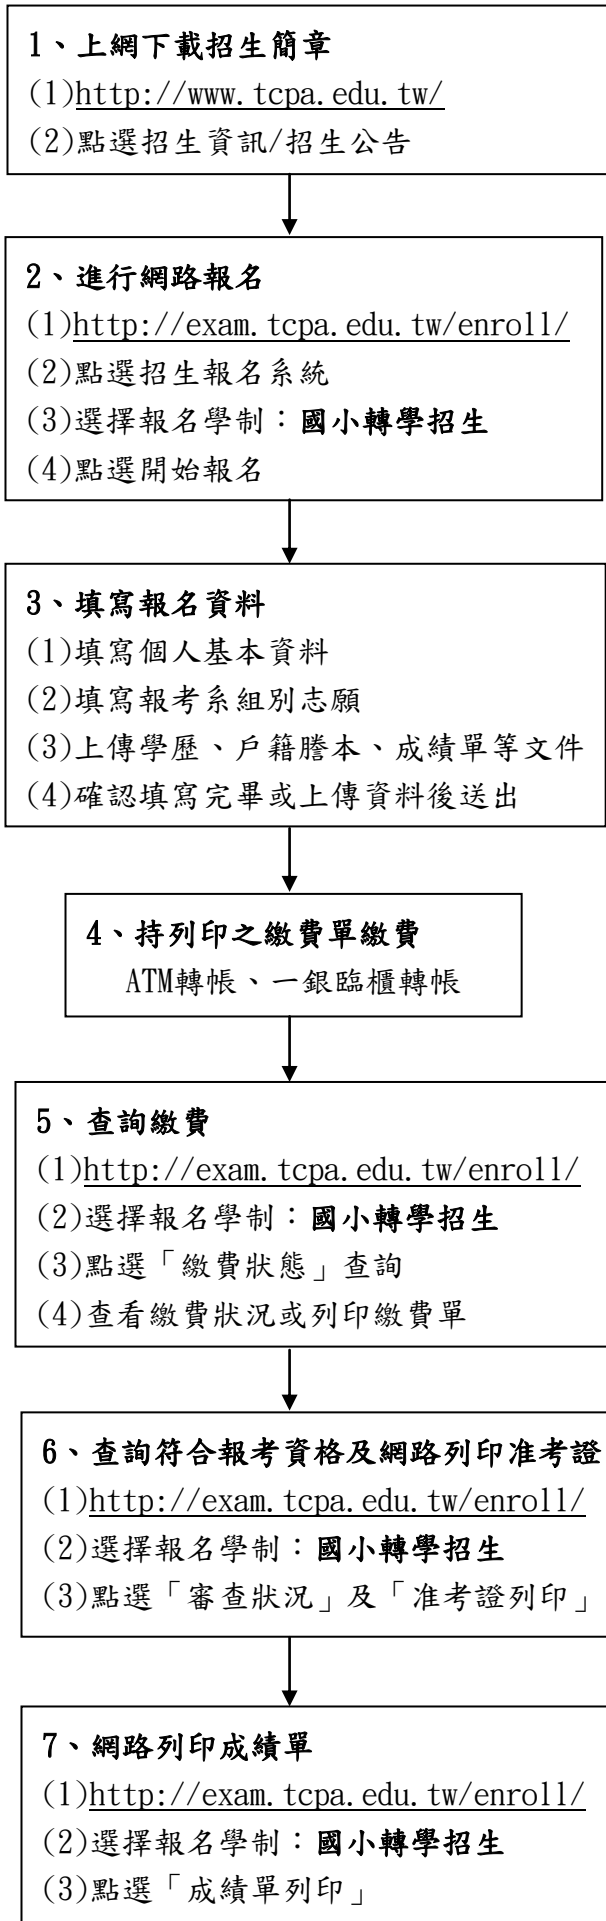 1、上網下載招生簡章
(1)http://www.tcpa.edu.tw/
(2)點選招生資訊/招生公告
2、進行網路報名
(1)http://exam.tcpa.edu.tw/enroll/
(2)點選招生報名系統
(3)選擇報名學制：國小轉學招生
(4)點選開始報名
3、填寫報名資料
(1)填寫個人基本資料
(2)填寫報考系組別志願
(3)上傳學歷、戶籍謄本、成績單等文件
(4)確認填寫完畢或上傳資料後送出
4、持列印之繳費單繳費
ATM轉帳、一銀臨櫃轉帳
5、查詢繳費
(1)http://exam.tcpa.edu.tw/enroll/
(2)選擇報名學制：國小轉學招生
(3)點選「繳費狀態」查詢
(4)查看繳費狀況或列印繳費單
6、查詢符合報考資格及網路列印准考證
(1)http://exam.tcpa.edu.tw/enroll/
(2)選擇報名學制：國小轉學招生
(3)點選「審查狀況」及「准考證列印」
7、網路列印成績單
(1)http://exam.tcpa.edu.tw/enroll/
(2)選擇報名學制：國小轉學招生
(3)點選「成績單列印」